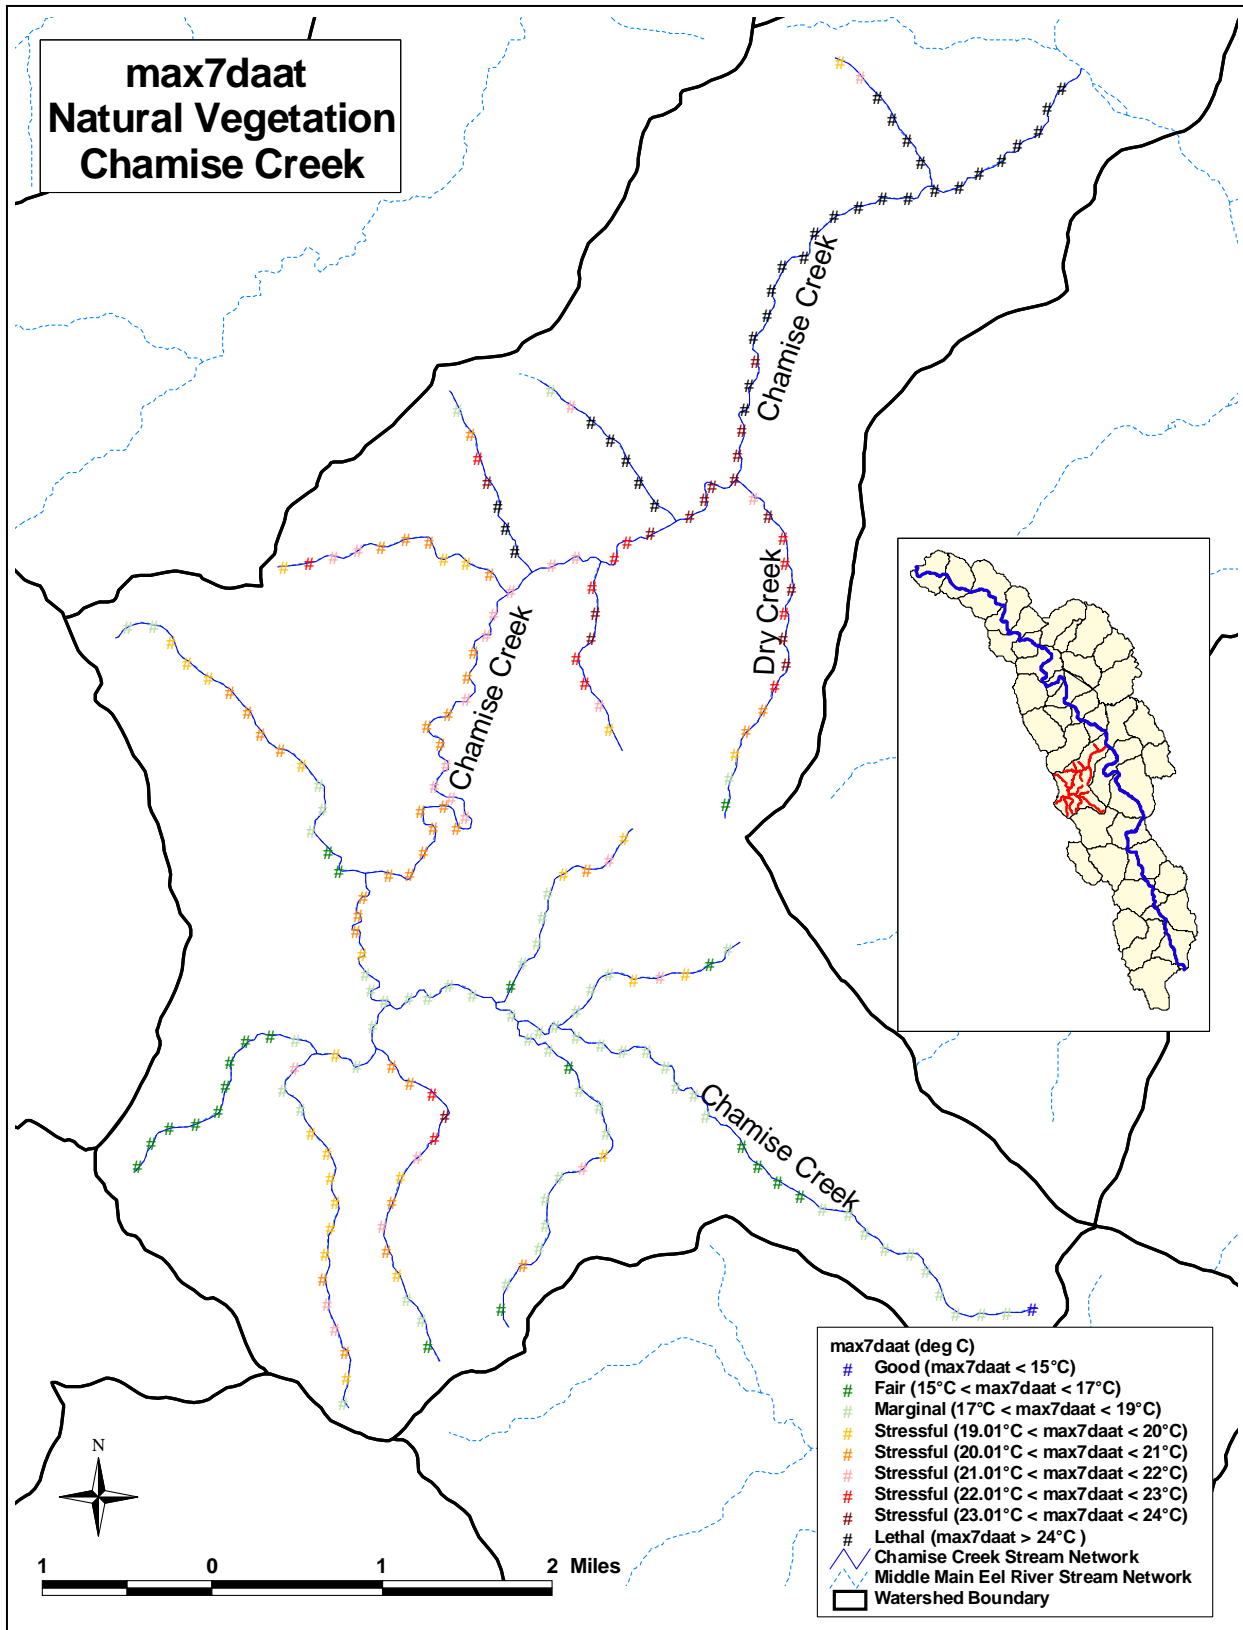 max7daat
Natural Vegetation
Chamise Creek
Chamise Creek
Dry Creek
Chamise Creek
Chamise Creek
max7daat (deg C)
# Good (max7daat < 15°C)
# Fair (15°C < max7daat < 17°C)
# Marginal (17°C < max7daat < 19°C)
# Stressful (19.01°C < max7daat < 20°C)
# Stressful (20.01°C < max7daat < 21°C)
# Stressful (21.01°C < max7daat < 22°C)
# Stressful (22.01°C < max7daat < 23°C)
# Stressful (23.01°C < max7daat < 24°C)
# Lethal (max7daat > 24°C )
Chamise Creek Stream Network
Middle Main Eel River Stream Network
Watershed Boundary
N
1 0 1 2 Miles